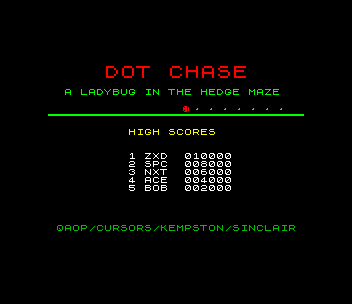 DOT CHASE
A LADYBUG IN THE HEDGE MAZE
HIGH SCORES
1 ZXD 010000
2 SPC 008000
3 NXT 006000
4 ACE 004000
5 BOB 002000
QAOP/CURSORS/KEMPSTON/SINCLAIR